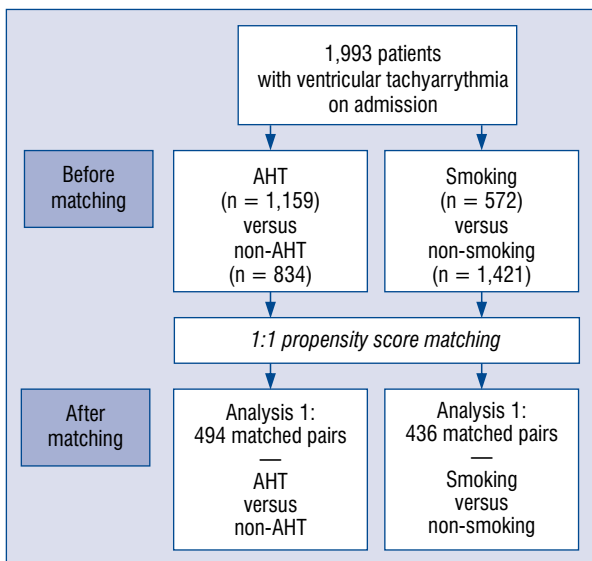 1,993 patients
with ventricular tachyarrythmia
on admission
Before
matching
AHT
(n = 1,159)
versus
non-AHT
(n = 834)
Smoking
(n = 572)
versus
non-smoking
(n = 1,421)
1:1 propensity score matching
After
matching
Analysis 1:
494 matched pairs
—
AHT
versus
non-AHT
Analysis 1:
436 matched pairs
—
Smoking
versus
non-smoking